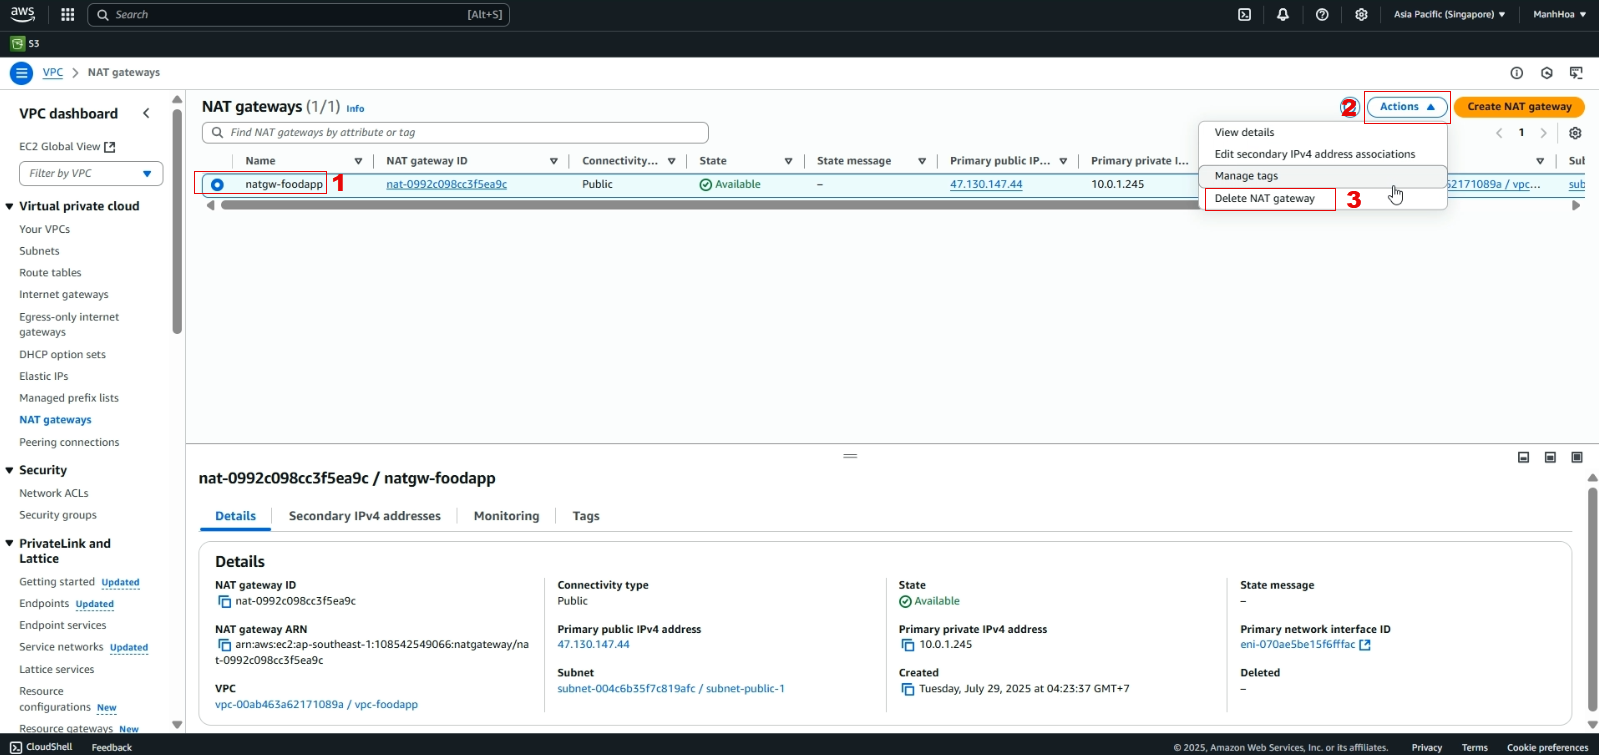 aws
Search [Alt+S]
Asia Pacific (Singapore) ▼
ManhHoa ▼
S3
VPC > NAT gateways
VPC dashboard
EC2 Global View
Filter by VPC
Virtual private cloud
Your VPCs
Subnets
Route tables
Internet gateways
Egress-only internet
gateways
DHCP option sets
Elastic IPs
Managed prefix lists
NAT gateways
Peering connections
Security
Network ACLs
Security groups
PrivateLink and
Lattice
Getting started Updated
Endpoints Updated
Endpoint services
Service networks Updated
Lattice services
Resource
configurations New
Resource gateways New
NAT gateways (1/1) Info
2 Actions
Create NAT gateway
Find NAT gateways by attribute or tag
1
Name NAT gateway ID Connectivity... State State message Primary public IP... Primary private I... Sub
natgw-foodapp 1 nat-0992c098cc3f5ea9c Public Available – 47.130.147.44 10.0.1.245 62171089a / vpc... sub
View details
Edit secondary IPv4 address associations
Manage tags
Delete NAT gateway 3
nat-0992c098cc3f5ea9c / natgw-foodapp
Details Secondary IPv4 addresses Monitoring Tags
Details
NAT gateway ID
nat-0992c098cc3f5ea9c
NAT gateway ARN
arn:aws:ec2:ap-southeast-1:108542549066:natgateway/na
t-0992c098cc3f5ea9c
VPC
vpc-00ab463a62171089a / vpc-foodapp
Connectivity type
Public
Primary public IPv4 address
47.130.147.44
Subnet
subnet-004c6b35f7c819afc / subnet-public-1
State
Available
Primary private IPv4 address
10.0.1.245
Created
Tuesday, July 29, 2025 at 04:23:37 GMT+7
State message
–
Primary network interface ID
eni-070ae5be15f6fffac
Deleted
–
CloudShell Feedback
© 2025, Amazon Web Services, Inc. or its affiliates. Privacy Terms Cookie preferences